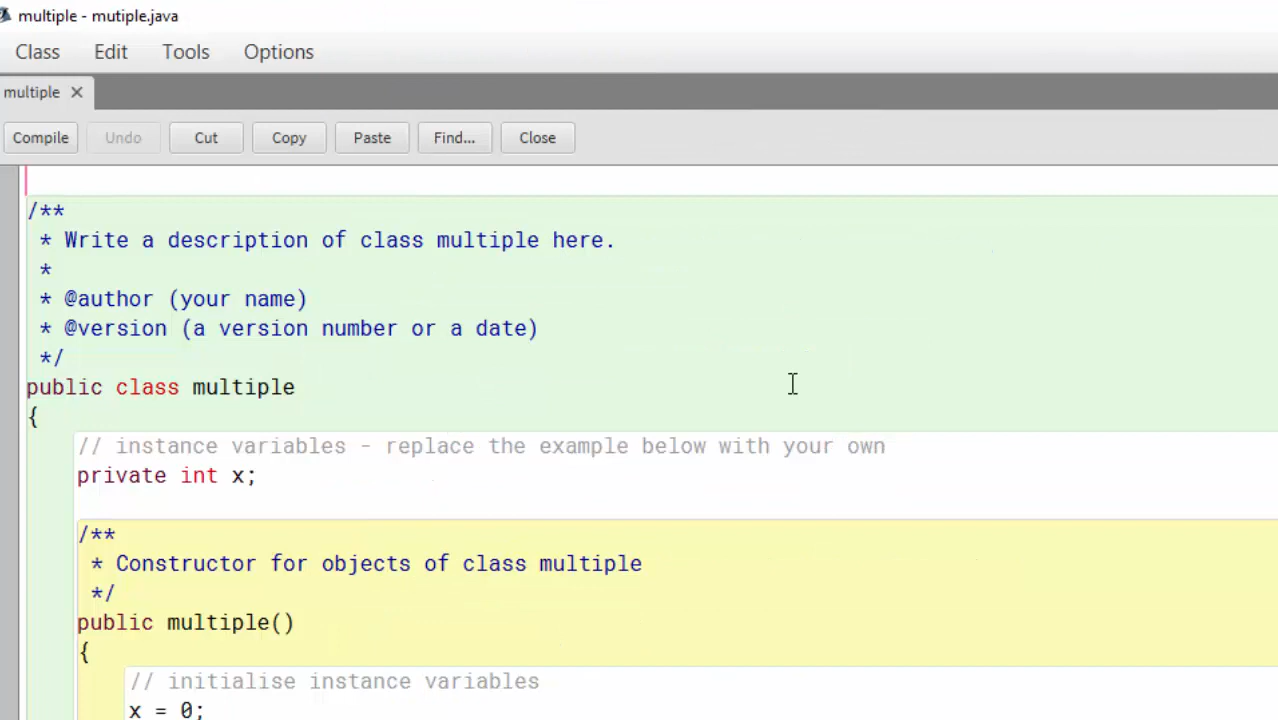 multiple - mutiple.java
Class Edit Tools Options
multiple ×
Compile Undo Cut Copy Paste Find... Close
/**
* Write a description of class multiple here.
*
* @author (your name)
* @version (a version number or a date)
*/
public class multiple
{
// instance variables - replace the example below with your own
private int x;
/**
* Constructor for objects of class multiple
*/
public multiple()
{
// initialise instance variables
x = 0;